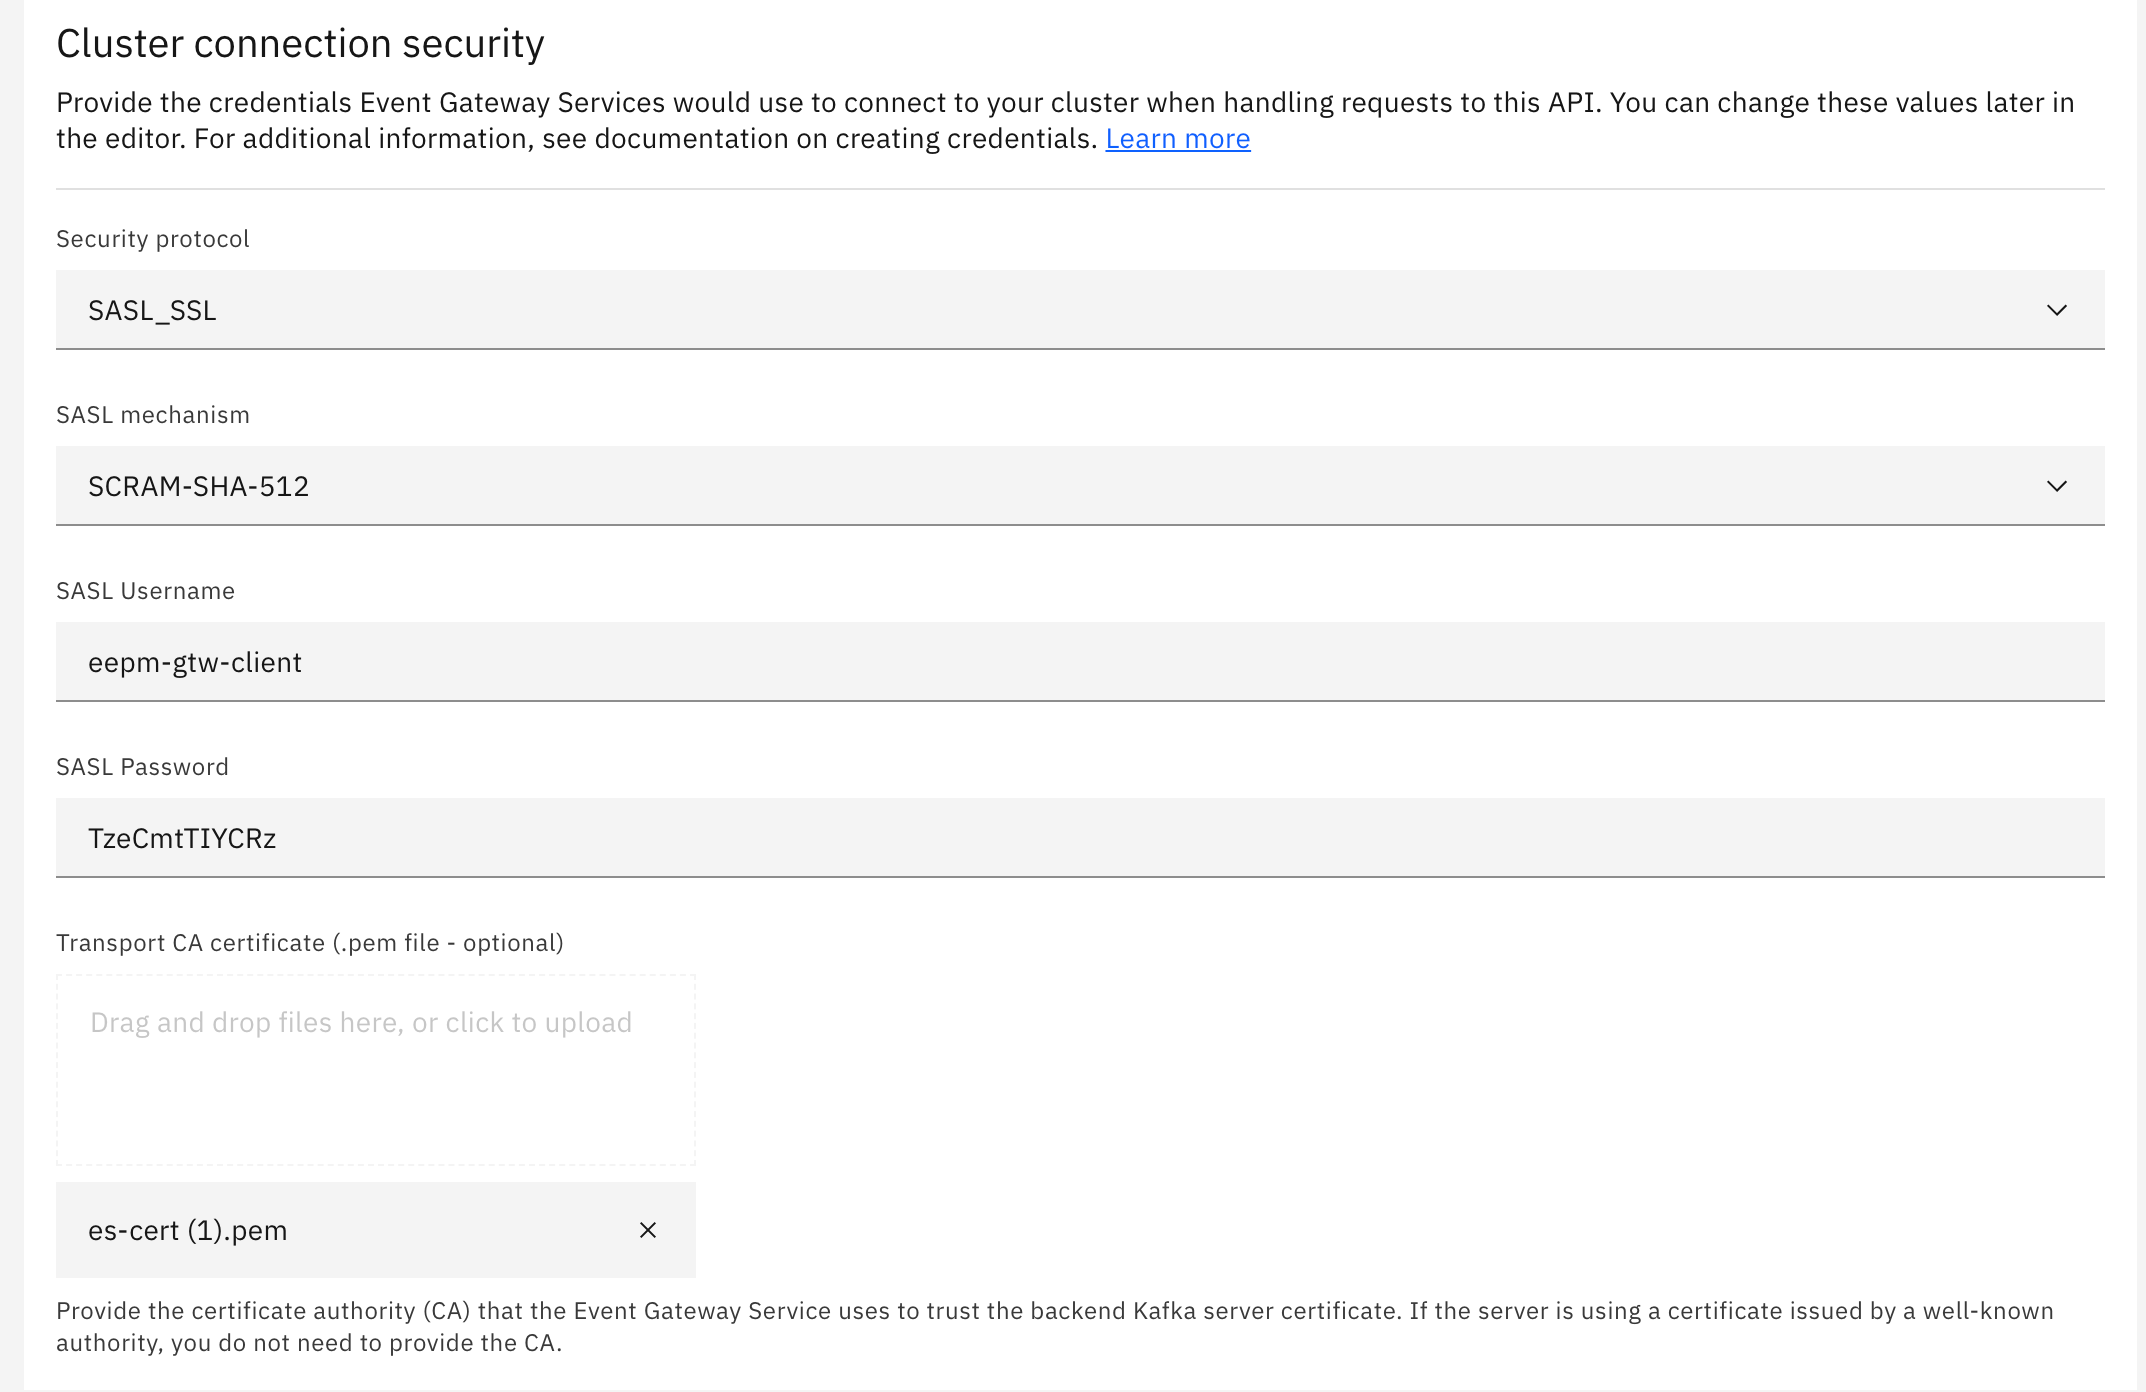 Cluster connection security
Provide the credentials Event Gateway Services would use to connect to your cluster when handling requests to this API. You can change these values later in
the editor. For additional information, see documentation on creating credentials. Learn more
Security protocol
SASL_SSL
SASL mechanism
SCRAM-SHA-512
SASL Username
eepm-gtw-client
SASL Password
TzeCmtTIYCRz
Transport CA certificate (.pem file - optional)
Drag and drop files here, or click to upload
es-cert (1).pem
Provide the certificate authority (CA) that the Event Gateway Service uses to trust the backend Kafka server certificate. If the server is using a certificate issued by a well-known
authority, you do not need to provide the CA.